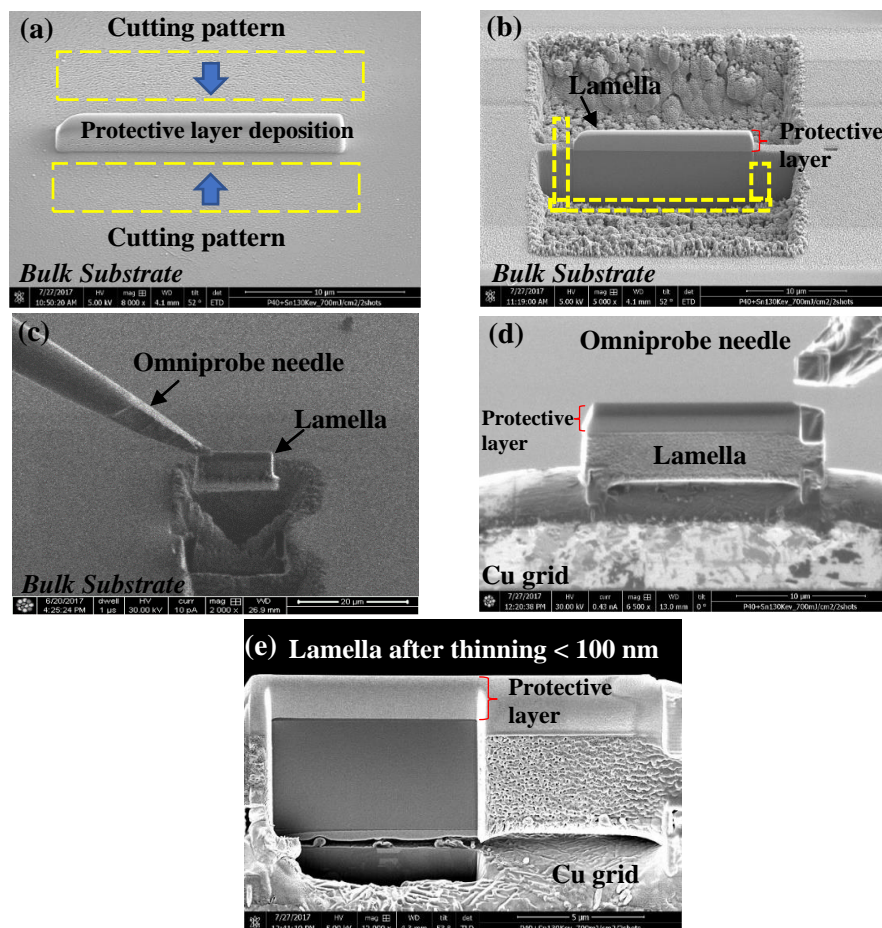 (a)
Cutting pattern
Protective layer deposition
Cutting pattern
Bulk Substrate
7/27/2017 HV mag WD tilt det 10 µm
10:50:20 AM 5.00 kV 8 000 x 4.1 mm 52 ° ETD P40+Sn130Kev_700mJ/cm2/2shots
(b)
Lamella
Protective
layer
Bulk Substrate
7/27/2017 HV mag WD tilt det 10 µm
11:19:00 AM 5.00 kV 5 000 x 4.1 mm 52 ° ETD P40+Sn130Kev_700mJ/cm2/2shots
(c)
Omniprobe needle
Lamella
Bulk Substrate
6/20/2017 dwell HV curr mag WD 20 µm
4:25:24 PM 1 µs 30.00 kV 10 pA 2 000 x 26.9 mm
(d)
Omniprobe needle
Protective
layer
Lamella
Cu grid
7/27/2017 HV curr mag WD tilt 10 µm
12:20:38 PM 30.00 kV 0.43 nA 6 500 x 13.0 mm 0 ° P40+Sn130Kev_700mJ/cm2/2shots
(e) Lamella after thinning < 100 nm
Protective
layer
Cu grid
7/27/2017 HV mag WD tilt det 5 µm